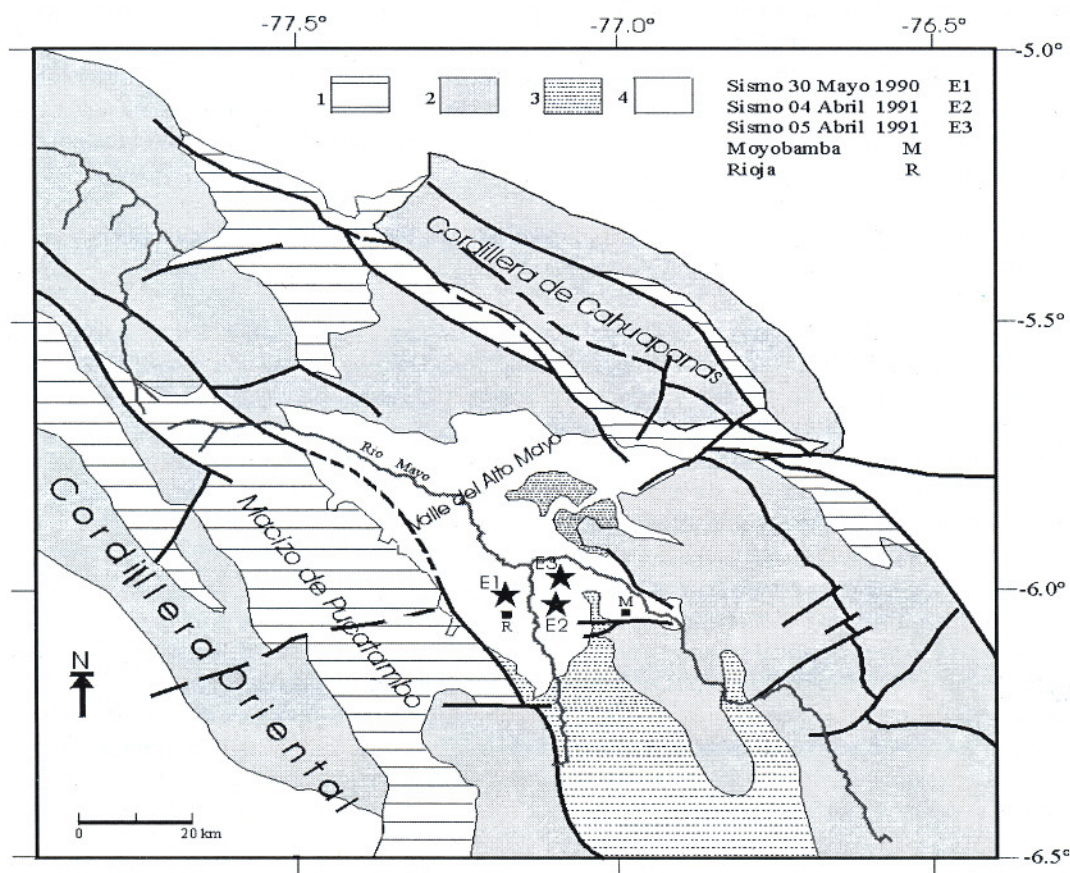 -77.5° -77.0° -76.5°
-5.0°
1 2 3 4
Sismo 30 Mayo 1990 E1
Sismo 04 Abril 1991 E2
Sismo 05 Abril 1991 E3
Moyobamba M
Rioja R
Cordillera de Cahuapanas
-5.5°
Rio Mayo
Valle del Alto Mayo
Cordillera Oriental
Macizo de Pucatambo
E3
E1
-6.0°
M
R
E2
N
0 20 km
-6.5°